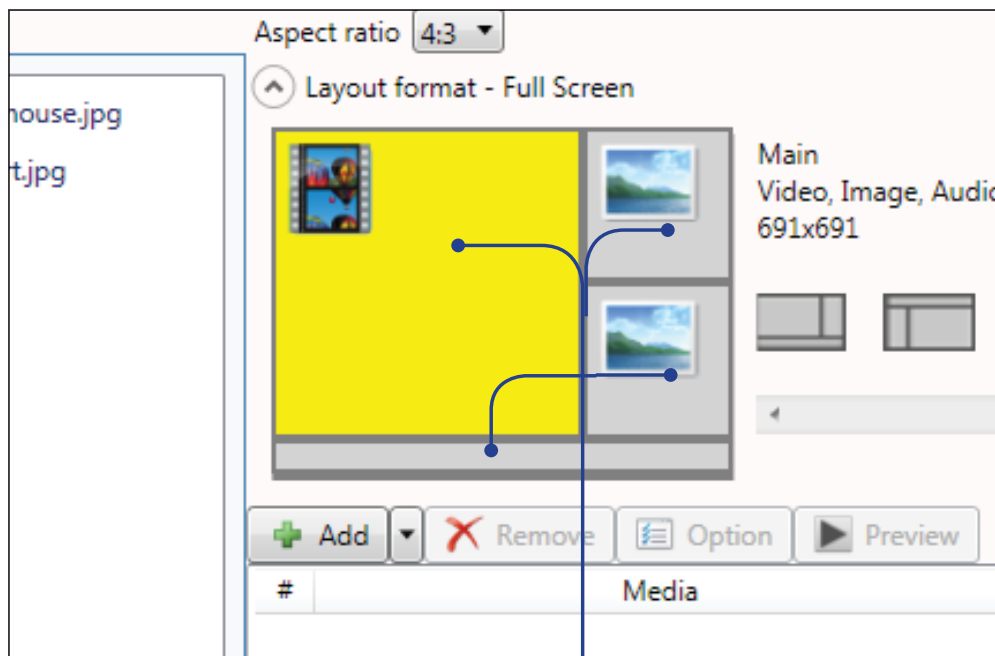 Aspect ratio 4:3
Layout format - Full Screen
house.jpg
t.jpg
Main
Video, Image, Audio
691x691
Add Remove Option Preview
# Media